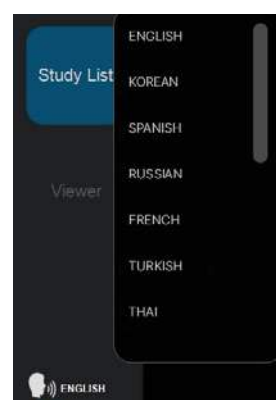 Study List
Viewer
ENGLISH
KOREAN
SPANISH
RUSSIAN
FRENCH
TURKISH
THAI
ENGLISH